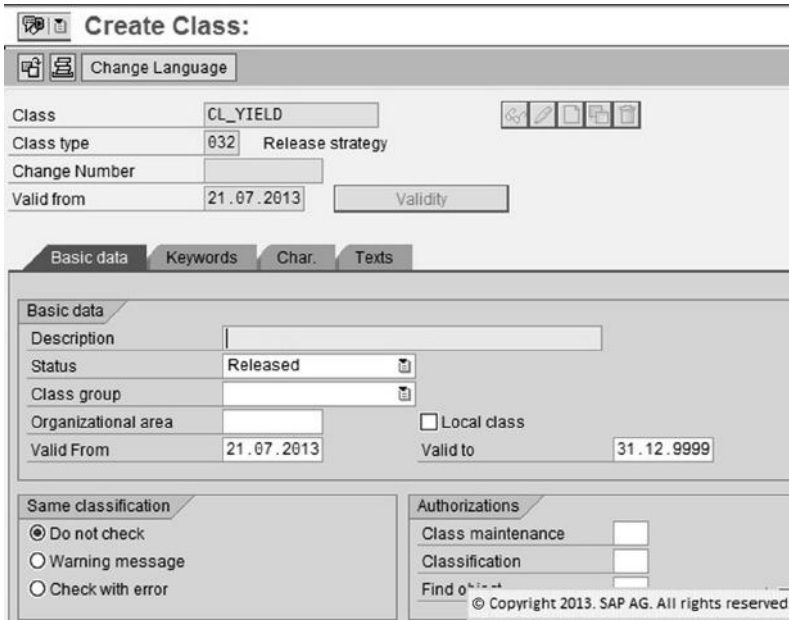 Create Class:
Change Language
Class CL_YIELD
Class type 032 Release strategy
Change Number
Valid from 21.07.2013 Validity
Basic data Keywords Char. Texts
Basic data
Description
Status Released
Class group
Organizational area Local class
Valid From 21.07.2013 Valid to 31.12.9999
Same classification Authorizations
Do not check Class maintenance
Warning message Classification
Check with error Find object
© Copyright 2013. SAP AG. All rights reserved